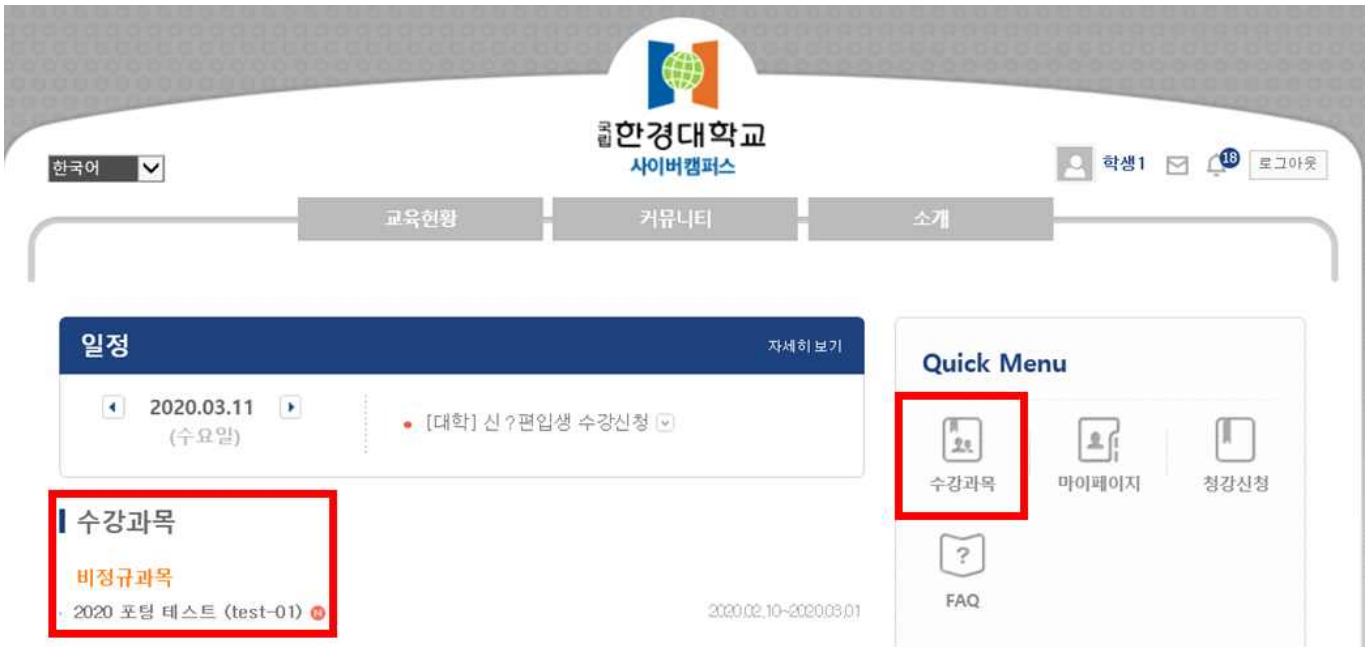 국립한경대학교
사이버캠퍼스
한국어
학생1
18
로그아웃
교육현황 커뮤니티 소개
일정 자세히보기
2020.03.11
(수요일)
[대학] 신?편입생 수강신청
Quick Menu
수강과목 마이페이지 청강신청
?
FAQ
수강과목
비정규과목
2020 포팅 테스트 (test-01) N
2020.02.10~2020.03.01